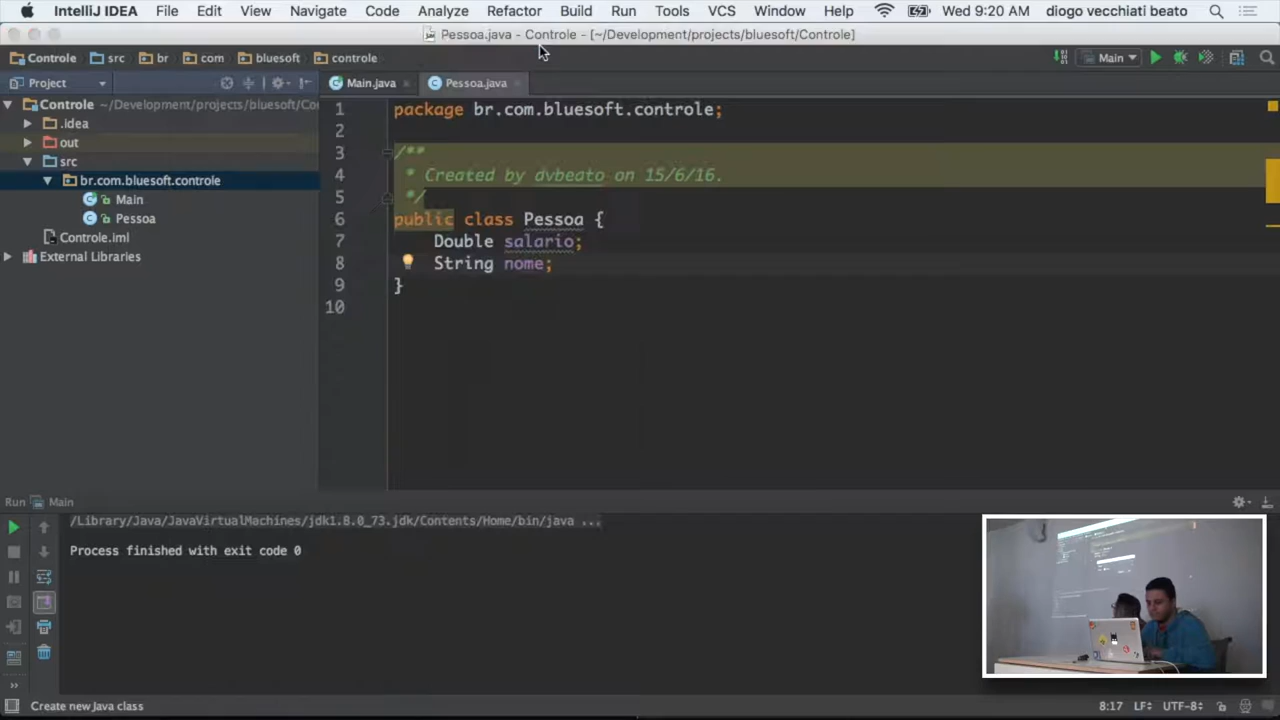 IntelliJ IDEA File Edit View Navigate Code Analyze Refactor Build Run Tools VCS Window Help Wed 9:20 AM diogo vecchiati beato
Pessoa.java - Controle - [~/Development/projects/bluesoft/Controle]
Controle src br com bluesoft controle Main
Project Main.java Pessoa.java
Controle ~/Development/projects/bluesoft/Co
.idea
out
src
br.com.bluesoft.controle
Main
Pessoa
Controle.iml
External Libraries
1 package br.com.bluesoft.controle;
2
3 /**
4 * Created by dvbeato on 15/6/16.
5 */
6 public class Pessoa {
7 Double salario;
8 String nome;
9 }
10
Run Main
/Library/Java/JavaVirtualMachines/jdk1.8.0_73.jdk/Contents/Home/bin/java ...
Process finished with exit code 0
Create new Java class 8:17 LF UTF-8